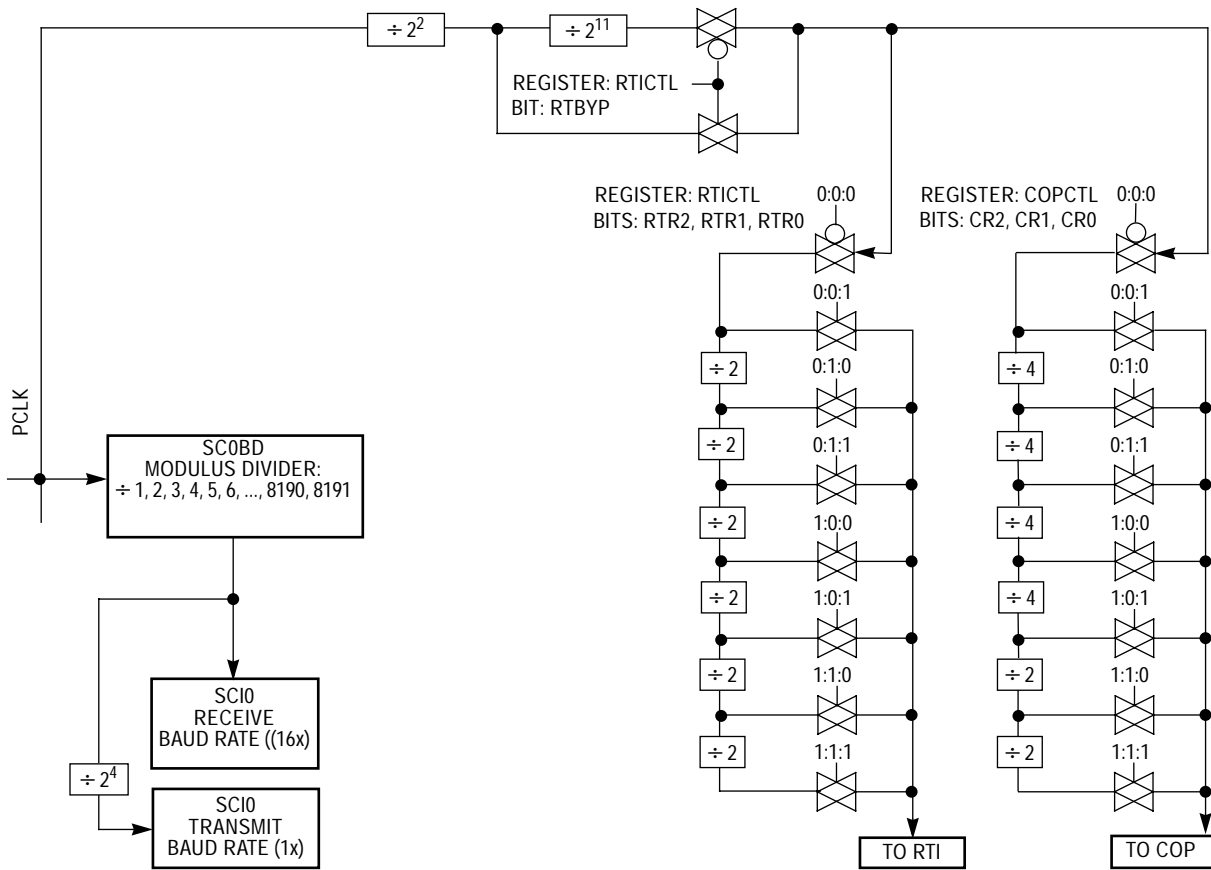 ÷ 2²
÷ 2¹¹
REGISTER: RTICTL
BIT: RTBYP
REGISTER: RTICTL
BITS: RTR2, RTR1, RTR0
0:0:0
REGISTER: COPCTL
BITS: CR2, CR1, CR0
0:0:0
0:0:1
0:0:1
÷ 2
0:1:0
÷ 4
0:1:0
PCLK
SC0BD
MODULUS DIVIDER:
÷ 1, 2, 3, 4, 5, 6, ..., 8190, 8191
÷ 2
0:1:1
÷ 4
0:1:1
÷ 2
1:0:0
÷ 4
1:0:0
÷ 2
1:0:1
÷ 4
1:0:1
÷ 2
1:1:0
÷ 2
1:1:0
÷ 2
1:1:1
÷ 2
1:1:1
SCI0
RECEIVE
BAUD RATE ((16x)
÷ 2⁴
SCI0
TRANSMIT
BAUD RATE (1x)
TO RTI
TO COP